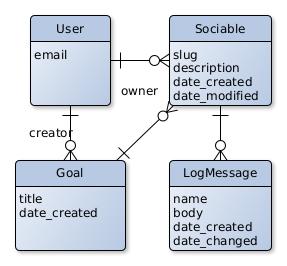 User
email
Sociable
slug
description
date_created
date_modified
owner
creator
Goal
title
date_created
LogMessage
name
body
date_created
date_changed